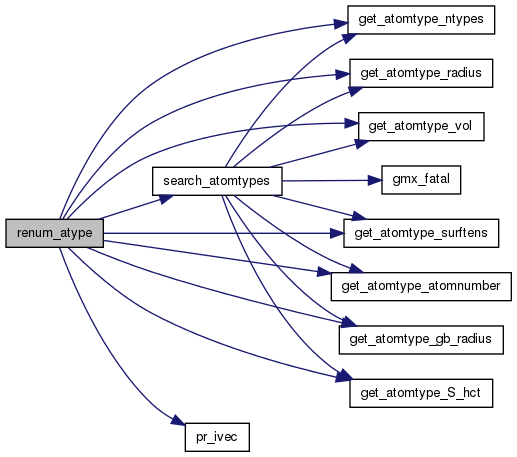 get_atomtype_ntypes
get_atomtype_radius
get_atomtype_vol
search_atomtypes
gmx_fatal
renum_atype
get_atomtype_surftens
get_atomtype_atomnumber
get_atomtype_gb_radius
get_atomtype_S_hct
pr_ivec